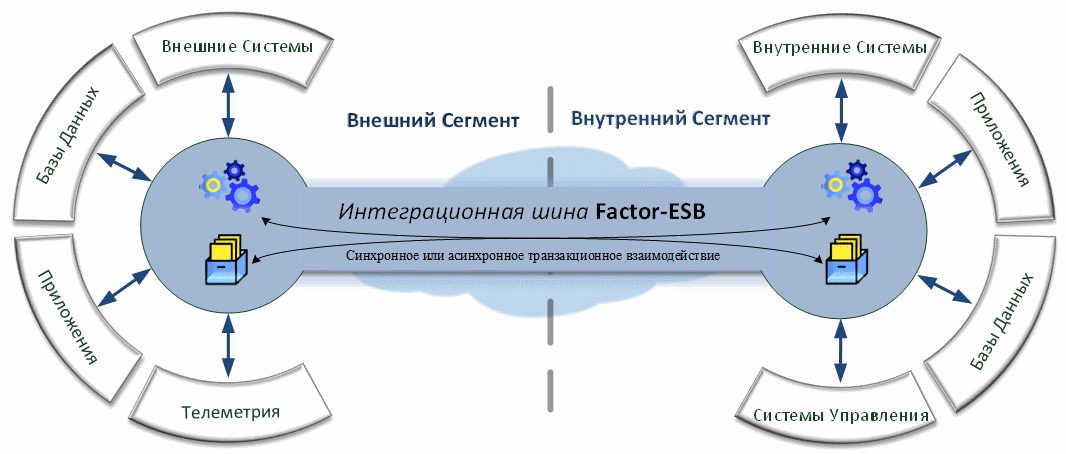 Внешние Системы
Базы Данных
Приложения
Телеметрия
Внешний Сегмент
Внутренний Сегмент
Интеграционная шина Factor-ESB
Синхронное или асинхронное транзакционное взаимодействие
Внутренние Системы
Приложения
Базы Данных
Системы Управления